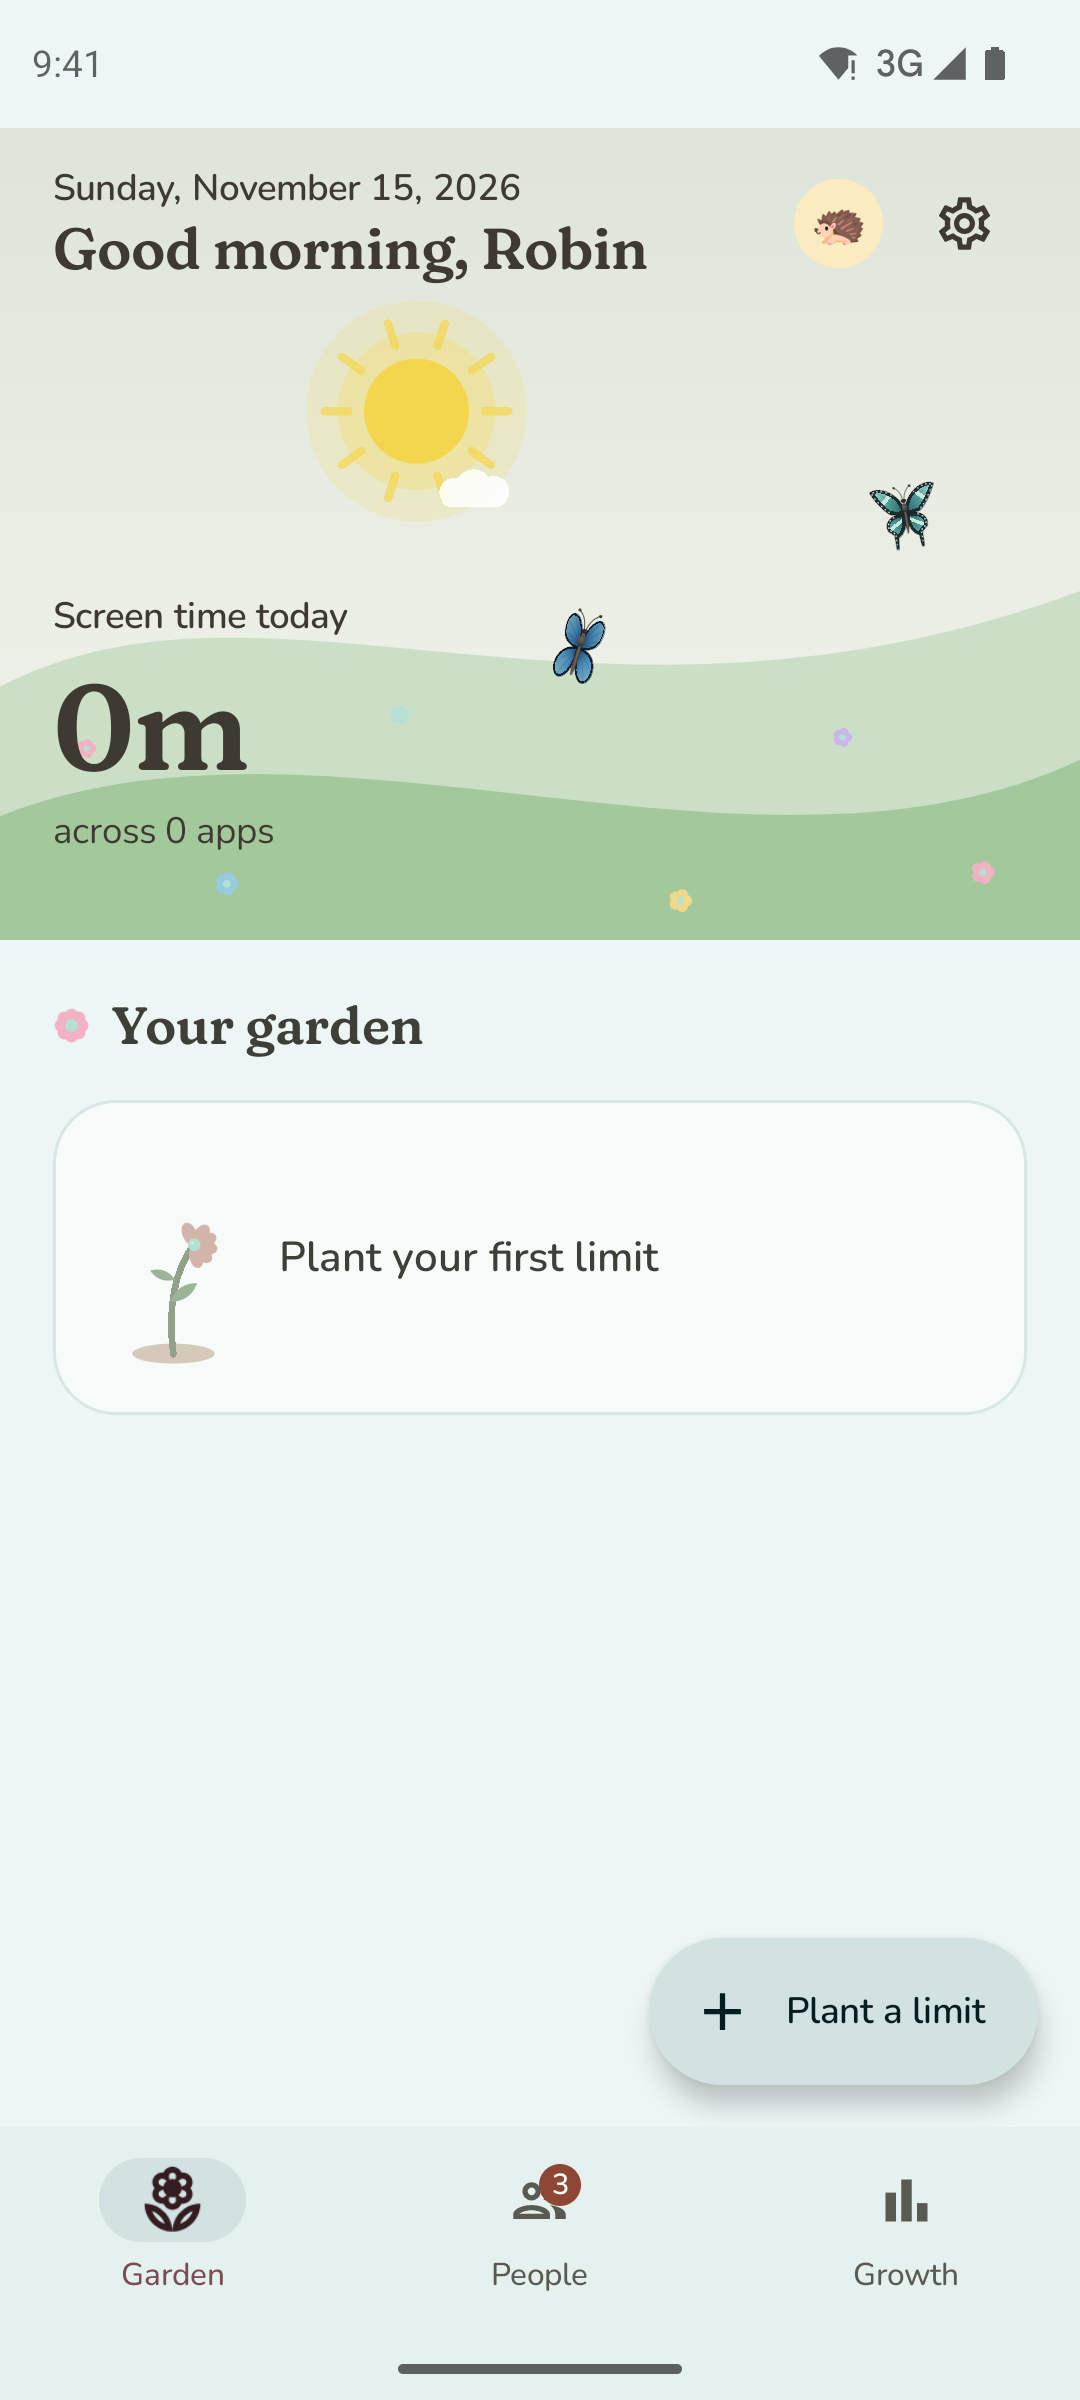 9:41
3G
Sunday, November 15, 2026
Good morning, Robin
Screen time today
0m
across 0 apps
Your garden
Plant your first limit
Plant a limit
3
Garden
People
Growth